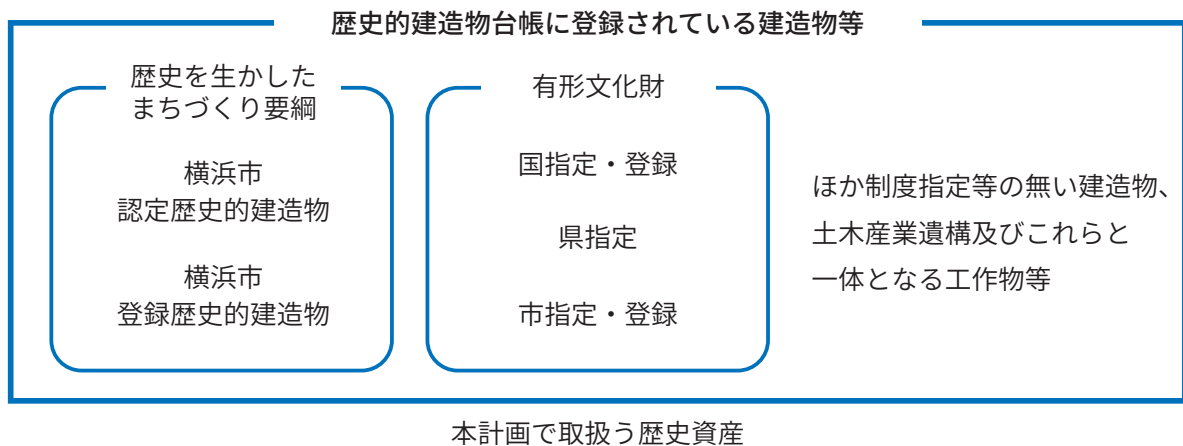 歴史的建造物台帳に登録されている建造物等
歴史を生かした
まちづくり要綱
横浜市
認定歴史的建造物
横浜市
登録歴史的建造物
有形文化財
国指定・登録
県指定
市指定・登録
ほか制度指定等の無い建造物、
土木産業遺構及びこれらと
一体となる工作物等
本計画で取扱う歴史資産